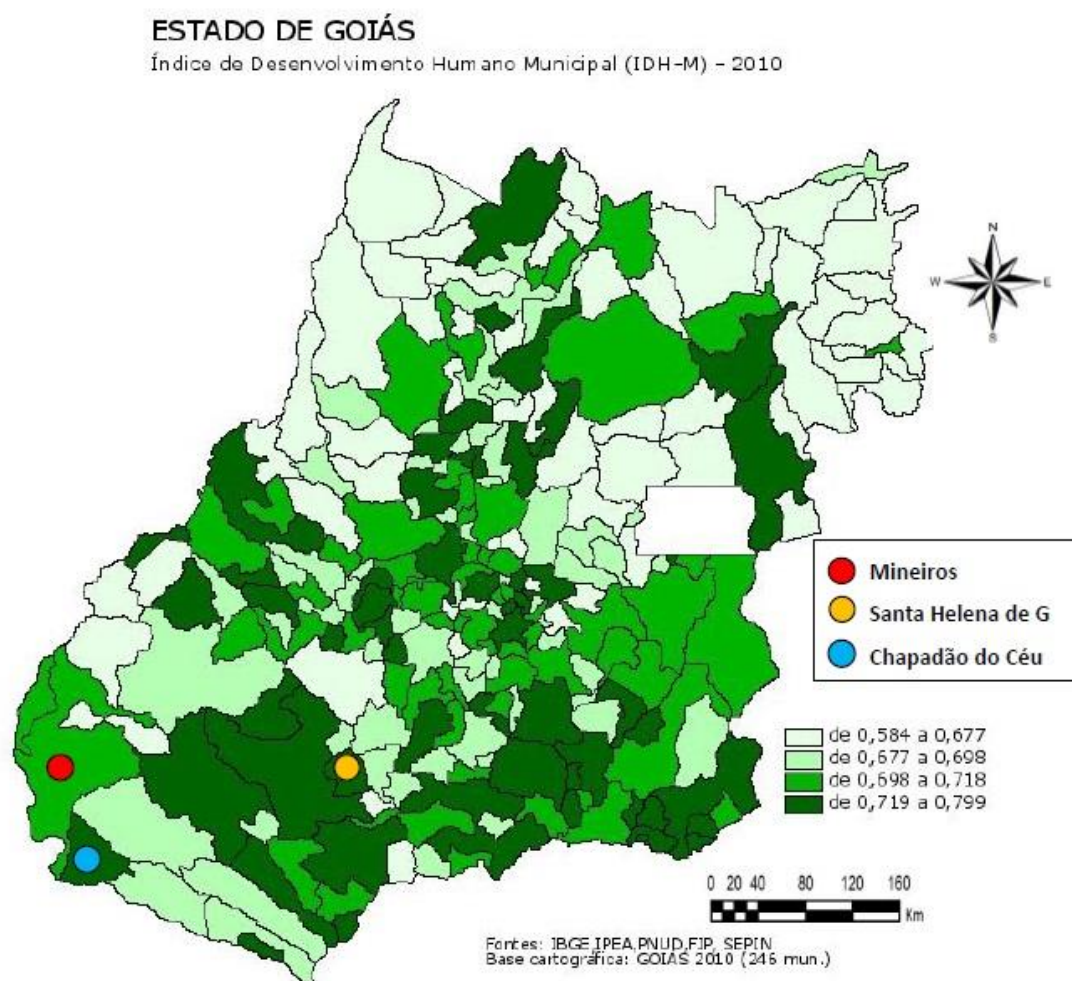 ESTADO DE GOIÁS
Índice de Desenvolvimento Humano Municipal (IDH-M) - 2010
N
W
E
S
Mineiros
Santa Helena de G
Chapadão do Céu
de 0,584 a 0,677
de 0,677 a 0,698
de 0,698 a 0,718
de 0,719 a 0,799
0 20 40 80 120 160
Km
Fontes: IBGE,IPEA,PNUD,FJP, SEPIN
Base cartográfica: GOIÁS 2010 (246 mun.)